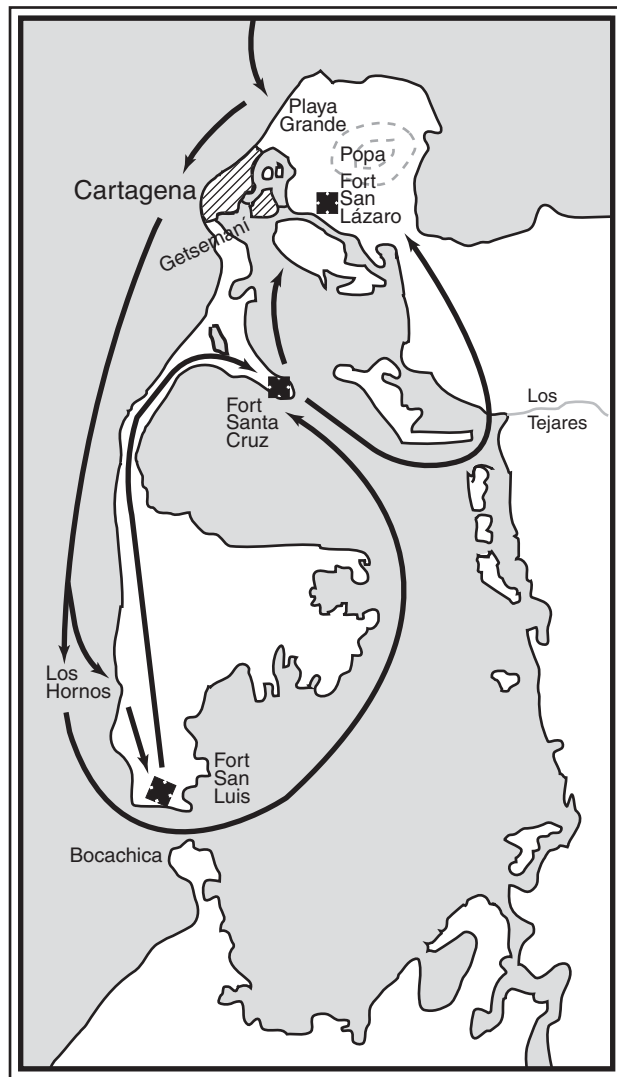 Playa
Grande
Popa
Fort
San
Lázaro
Cartagena
Getsemaní
Fort
Santa
Cruz
Los
Tejares
Los
Hornos
Fort
San
Luis
Bocachica